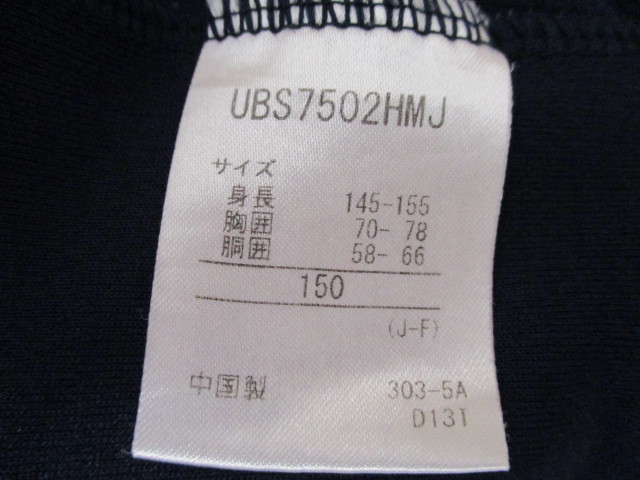 UBS7502HMJ
サイズ
身長 145-155
胸囲 70- 78
胴囲 58- 66
150
(J-F)
中国製 303-5A
D13I